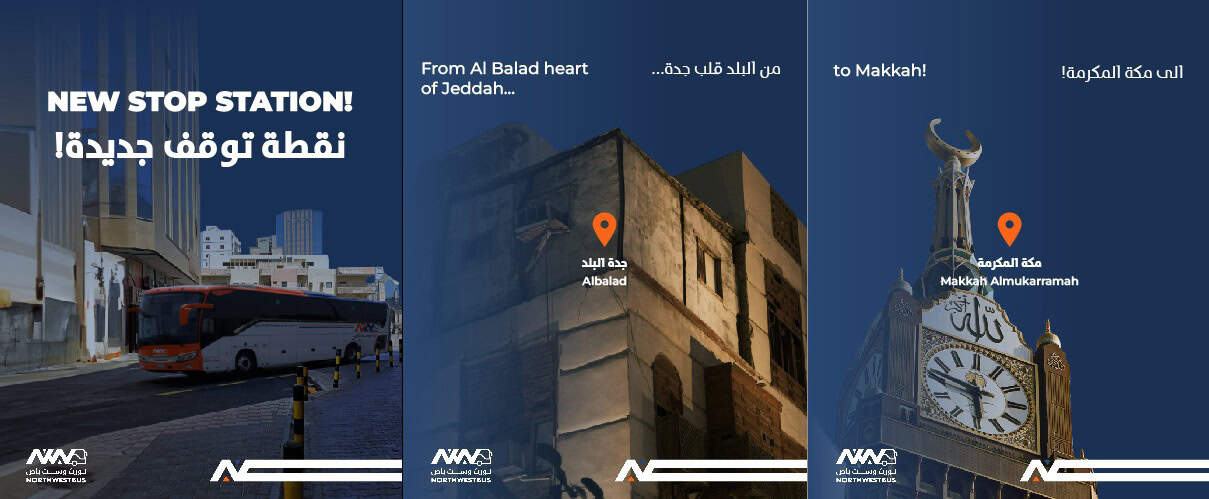 NEW STOP STATION!
نقطة توقف جديدة!
نورث وست باص
NORTHWESTBUS
From Al Balad heart
of Jeddah...
من البلد قلب جدة...
جدة البلد
Albalad
نورث وست باص
NORTHWESTBUS
to Makkah!
الى مكة المكرمة!
مكة المكرمة
Makkah Almukarramah
الله
نورث وست باص
NORTHWESTBUS